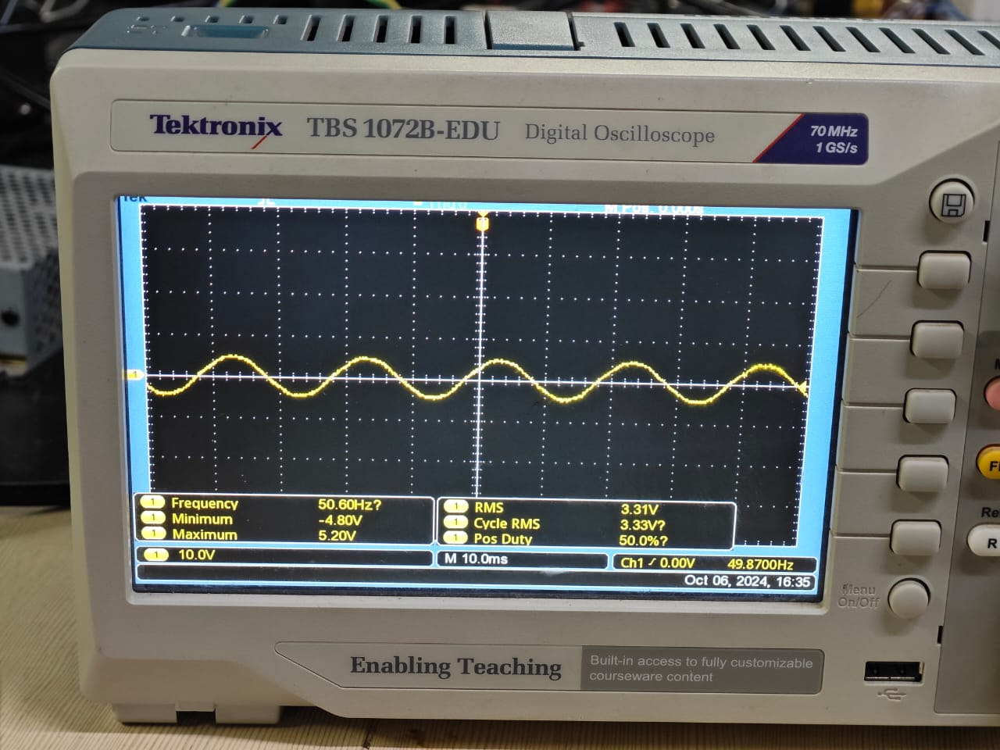 Tektronix TBS 1072B-EDU Digital Oscilloscope
70 MHz
1 GS/s
Tek M Pos: 0.000s
1
1 Frequency 50.60Hz?
1 Minimum -4.80V
1 Maximum 5.20V
1 RMS 3.31V
1 Cycle RMS 3.33V?
1 Pos Duty 50.0%?
1 10.0V M 10.0ms Ch1 / 0.00V 49.8700Hz
Oct 06, 2024, 16:35
Menu
On/Off
Enabling Teaching
Built-in access to fully customizable
courseware content